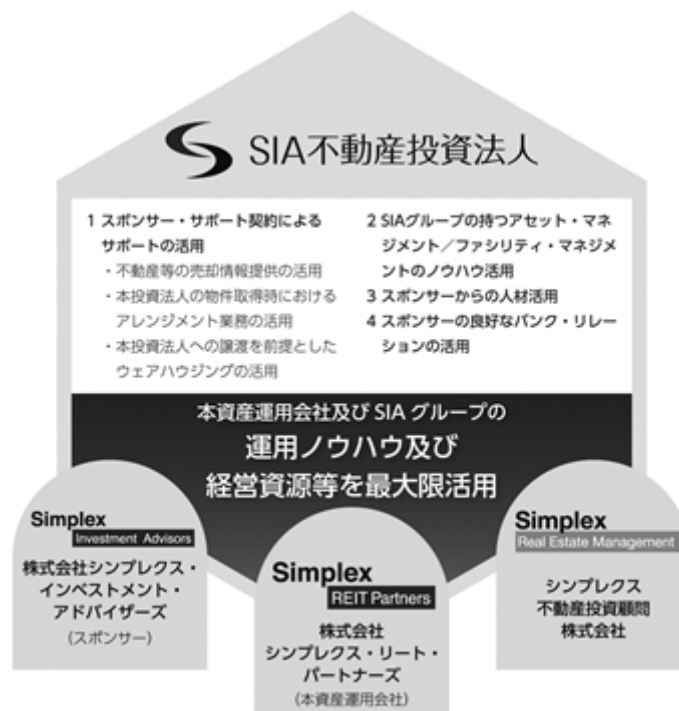 SIA不動産投資法人
1 スポンサー・サポート契約による
サポートの活用
・不動産等の売却情報提供の活用
・本投資法人の物件取得時における
アレンジメント業務の活用
・本投資法人への譲渡を前提とした
ウェアハウジングの活用
2 SIAグループの持つアセット・マネ
ジメント／ファシリティ・マネジメ
ントのノウハウ活用
3 スポンサーからの人材活用
4 スポンサーの良好なバンク・リレー
ションの活用
本資産運用会社及び SIA グループの
運用ノウハウ及び
経営資源等を最大限活用
Simplex
Investment Advisors
株式会社シンプレクス・
インベストメント・
アドバイザーズ
(スポンサー)
Simplex
REIT Partners
株式会社
シンプレクス・リート・
パートナーズ
(本資産運用会社)
Simplex
Real Estate Management
シンプレクス
不動産投資顧問
株式会社